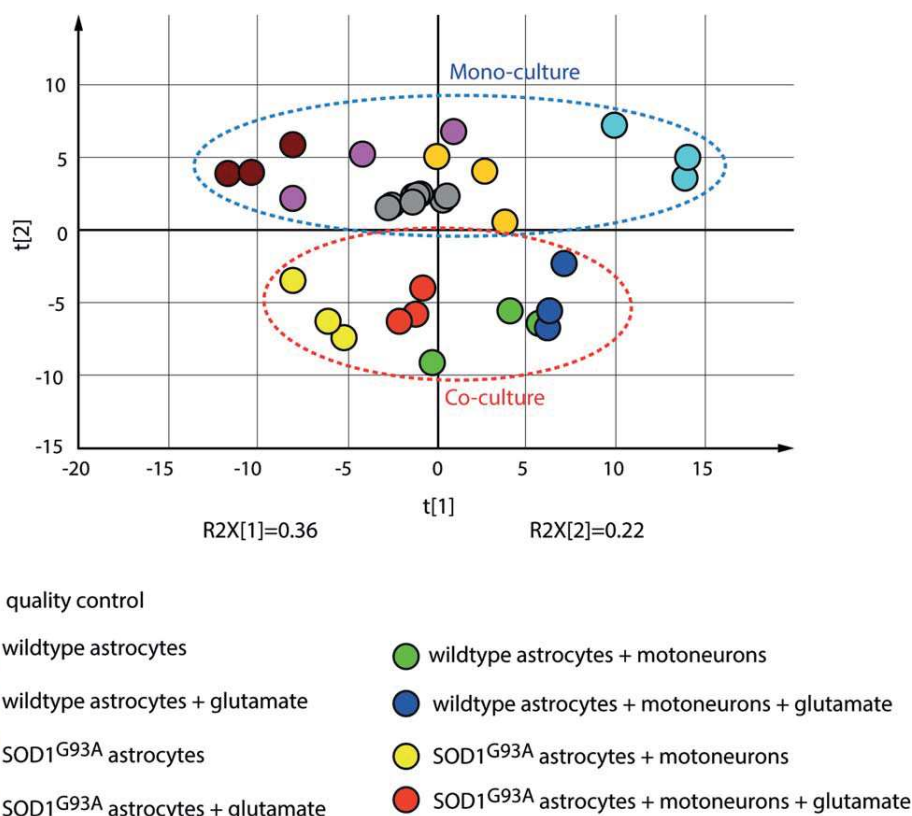 Mono-culture
10
5
0
-5
-10
-15
t[2]
Co-culture
-20
-15
-10
-5
0
5
10
15
t[1]
R2X[1]=0.36
R2X[2]=0.22
quality control
wildtype astrocytes
wildtype astrocytes + glutamate
SOD1G93A astrocytes
SOD1G93A astrocytes + glutamate
wildtype astrocytes + motoneurons
wildtype astrocytes + motoneurons + glutamate
SOD1G93A astrocytes + motoneurons
SOD1G93A astrocytes + motoneurons + glutamate